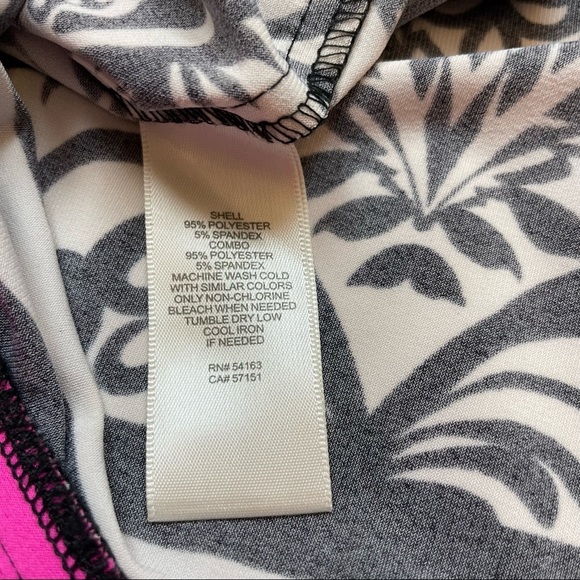 SHELL
95% POLYESTER
5% SPANDEX
COMBO
95% POLYESTER
5% SPANDEX
MACHINE WASH COLD
WITH SIMILAR COLORS
ONLY NON-CHLORINE
BLEACH WHEN NEEDED
TUMBLE DRY LOW
COOL IRON
IF NEEDED
RN# 54163
CA# 57151